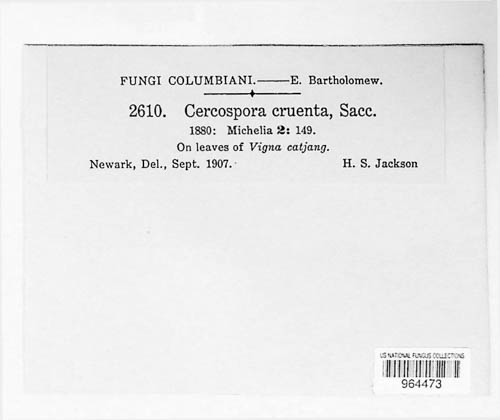 FUNGI COLUMBIANI.—E. Bartholomew.
2610. Cercospora cruenta, Sacc.
1880: Michelia 2: 149.
On leaves of Vigna catjang.
Newark, Del., Sept. 1907. H. S. Jackson
US NATIONAL FUNGUS COLLECTIONS
964473